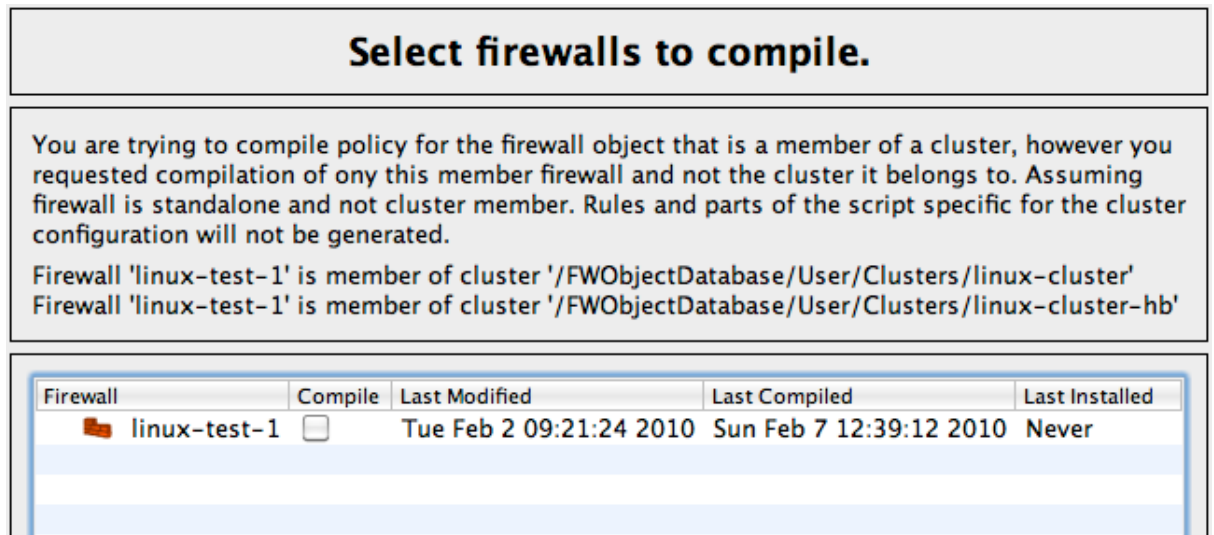 Select firewalls to compile.
You are trying to compile policy for the firewall object that is a member of a cluster, however you
requested compilation of ony this member firewall and not the cluster it belongs to. Assuming
firewall is standalone and not cluster member. Rules and parts of the script specific for the cluster
configuration will not be generated.
Firewall 'linux-test-1' is member of cluster '/FWObjectDatabase/User/Clusters/linux-cluster'
Firewall 'linux-test-1' is member of cluster '/FWObjectDatabase/User/Clusters/linux-cluster-hb'
Firewall Compile Last Modified Last Compiled Last Installed
linux-test-1 Tue Feb 2 09:21:24 2010 Sun Feb 7 12:39:12 2010 Never